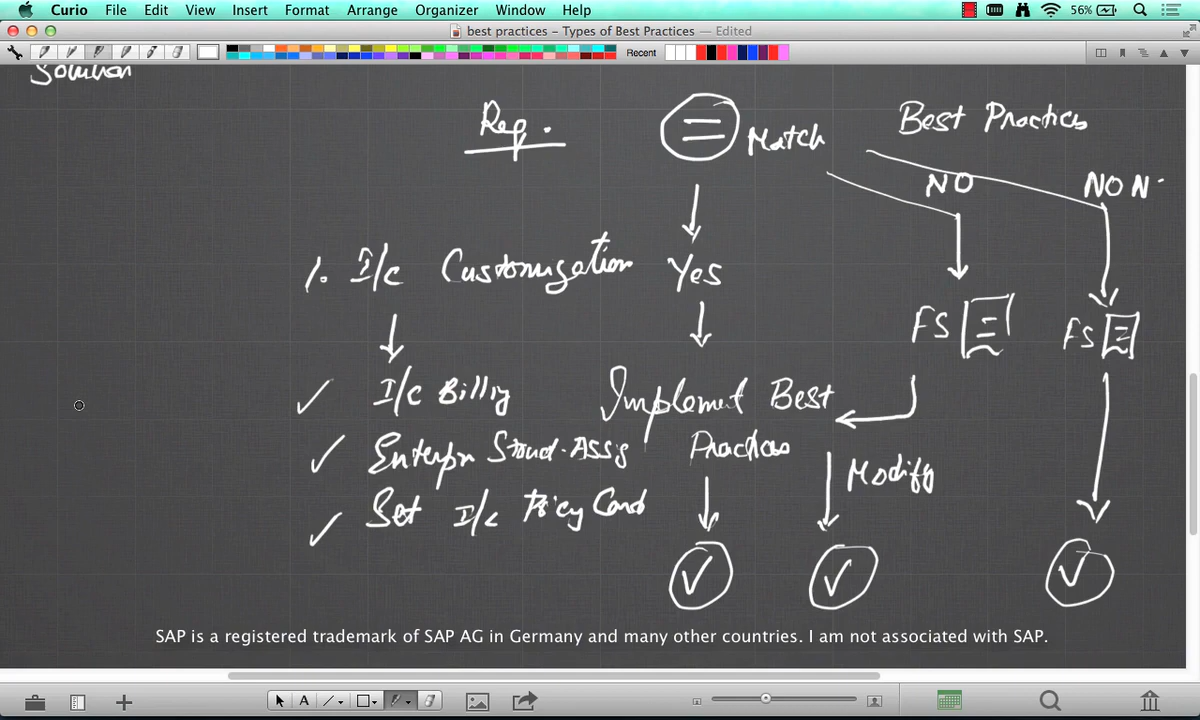 Curio File Edit View Insert Format Arrange Organizer Window Help 56%
best practices – Types of Best Practices — Edited
Recent
Solution
Req. = Match Best Practices
NO NON-
1. I/c Customization Yes
FS FS
I/c Billig Implement Best
Enterpr Stand. Assig Practices Modify
Set I/c Pricy Cond
SAP is a registered trademark of SAP AG in Germany and many other countries. I am not associated with SAP.
A